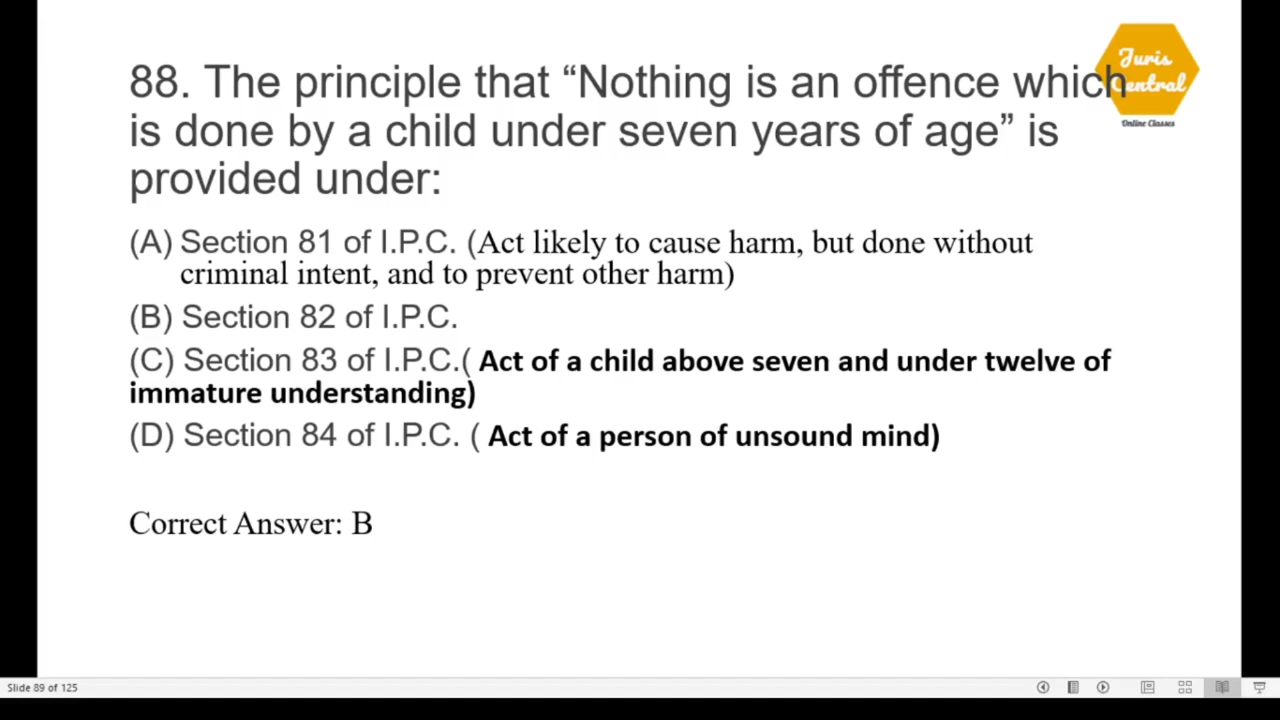 Juris
Central
Online Classes
88. The principle that “Nothing is an offence which
is done by a child under seven years of age” is
provided under:
(A) Section 81 of I.P.C. (Act likely to cause harm, but done without
criminal intent, and to prevent other harm)
(B) Section 82 of I.P.C.
(C) Section 83 of I.P.C.( Act of a child above seven and under twelve of
immature understanding)
(D) Section 84 of I.P.C. ( Act of a person of unsound mind)
Correct Answer: B
Slide 89 of 125